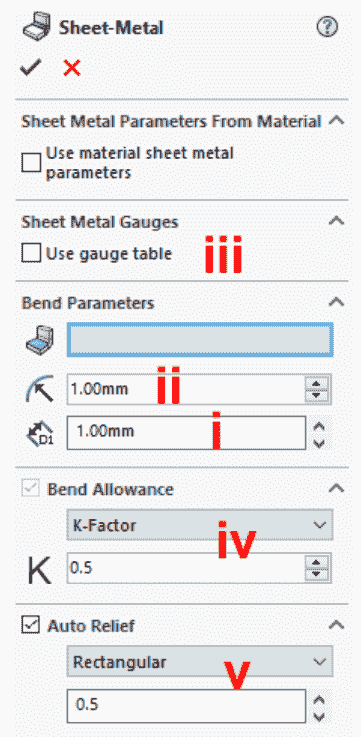 Sheet-Metal ?
Sheet Metal Parameters From Material
Use material sheet metal
parameters
Sheet Metal Gauges
Use gauge table iii
Bend Parameters
1.00mm ii
D1 1.00mm i
Bend Allowance
K-Factor iv
K 0.5
Auto Relief
Rectangular v
0.5